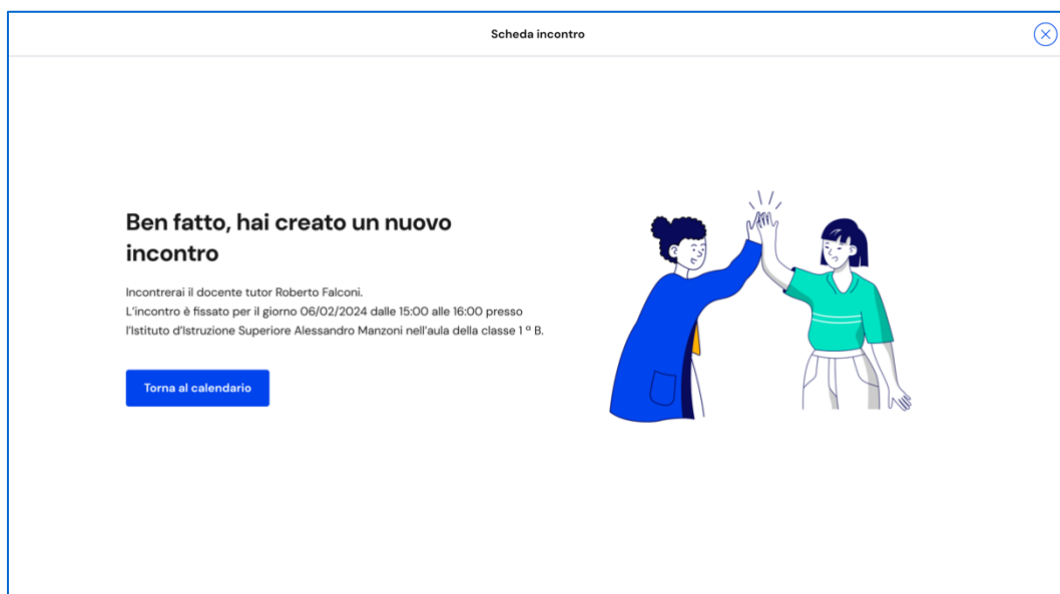 Scheda incontro
Ben fatto, hai creato un nuovo
incontro
Incontrerai il docente tutor Roberto Falconi.
L'incontro è fissato per il giorno 06/02/2024 dalle 15:00 alle 16:00 presso
l'Istituto d'Istruzione Superiore Alessandro Manzoni nell'aula della classe 1 ª B.
Torna al calendario